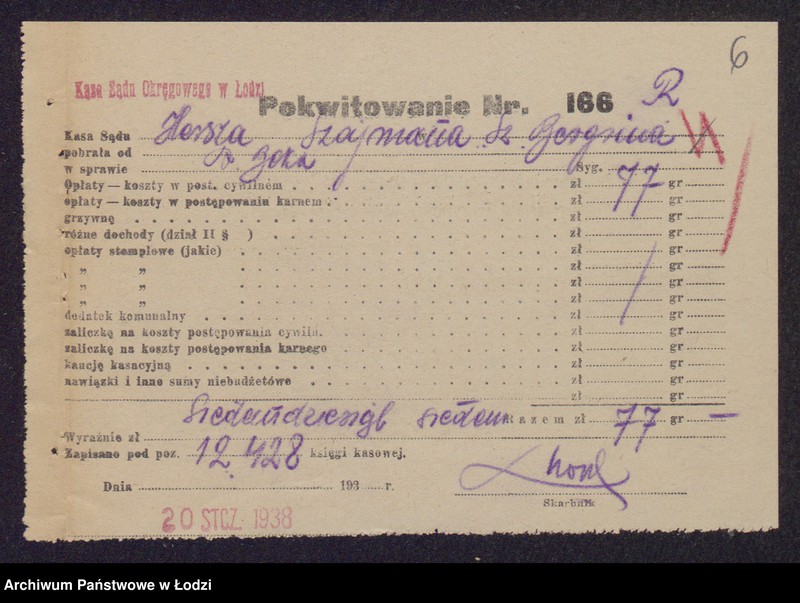 6
Kasa Sądu Okręgowego w Łodzi
Pokwitowanie Nr. 166 R
Kasa Sądu
pobrała od Hersza Szajmana
w sprawie Syg.
Opłaty — koszty w post. cywilnem zł 77 gr
opłaty — koszty w postępowaniu karnem zł gr
grzywnę zł gr
różne dochody (dział II § ) zł gr
opłaty stemplowe (jakie) zł gr
„ „ zł gr
„ „ zł gr
„ „ zł gr
dodatek komunalny zł gr
zaliczkę na koszty postępowania cywiln. zł gr
zaliczkę na koszty postępowania karnego zł gr
kaucję kasacyjną zł gr
nawiązki i inne sumy niebudżetowe zł gr
zł gr
Razem zł 77 gr —
Wyraźnie zł siedemdziesiąt siedem
Zapisano pod poz. 12.428 księgi kasowej.
Dnia 193 r.
Skarbnik
20 STCZ. 1938
Archiwum Państwowe w Łodzi